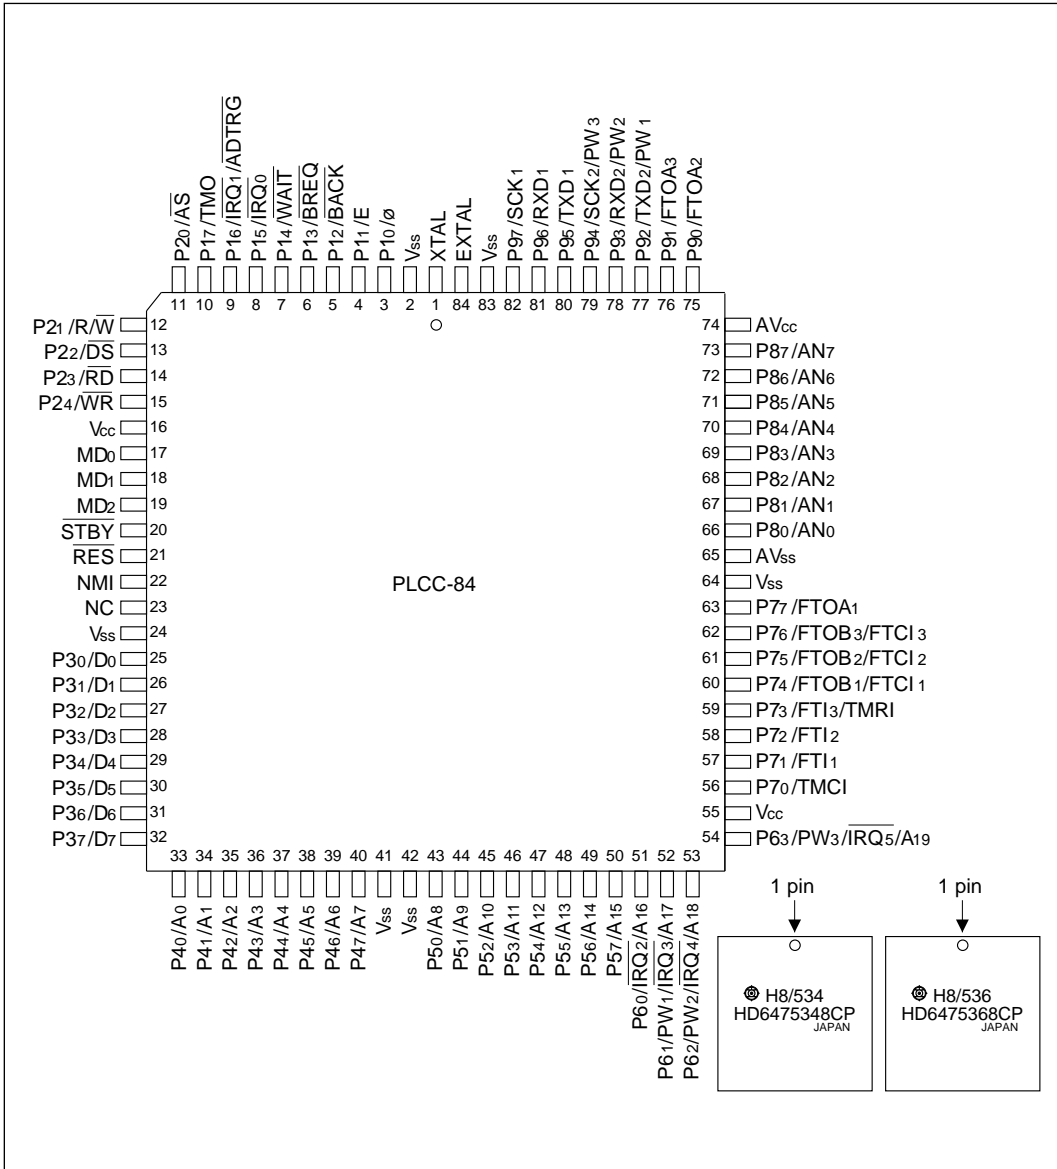 P20/AS
P17/TMO
P16/IRQ1/ADTRG
P15/IRQ0
P14/WAIT
P13/BREQ
P12/BACK
P11/E
P10/ø
Vss
XTAL
EXTAL
Vss
P97/SCK1
P96/RXD1
P95/TXD1
P94/SCK2/PW3
P93/RXD2/PW2
P92/TXD2/PW1
P91/FTOA3
P90/FTOA2
11 10 9 8 7 6 5 4 3 2 1 84 83 82 81 80 79 78 77 76 75
P21/R/W 12
P22/DS 13
P23/RD 14
P24/WR 15
Vcc 16
MD0 17
MD1 18
MD2 19
STBY 20
RES 21
NMI 22
NC 23
Vss 24
P30/D0 25
P31/D1 26
P32/D2 27
P33/D3 28
P34/D4 29
P35/D5 30
P36/D6 31
P37/D7 32
PLCC-84
74 AVcc
73 P87/AN7
72 P86/AN6
71 P85/AN5
70 P84/AN4
69 P83/AN3
68 P82/AN2
67 P81/AN1
66 P80/AN0
65 AVss
64 Vss
63 P77/FTOA1
62 P76/FTOB3/FTCI3
61 P75/FTOB2/FTCI2
60 P74/FTOB1/FTCI1
59 P73/FTI3/TMRI
58 P72/FTI2
57 P71/FTI1
56 P70/TMCI
55 Vcc
54 P63/PW3/IRQ5/A19
33 34 35 36 37 38 39 40 41 42 43 44 45 46 47 48 49 50 51 52 53
P40/A0
P41/A1
P42/A2
P43/A3
P44/A4
P45/A5
P46/A6
P47/A7
Vss
Vss
P50/A8
P51/A9
P52/A10
P53/A11
P54/A12
P55/A13
P56/A14
P57/A15
P60/IRQ2/A16
P61/PW1/IRQ3/A17
P62/PW2/IRQ4/A18
1 pin
H8/534
HD6475348CP
JAPAN
1 pin
H8/536
HD6475368CP
JAPAN